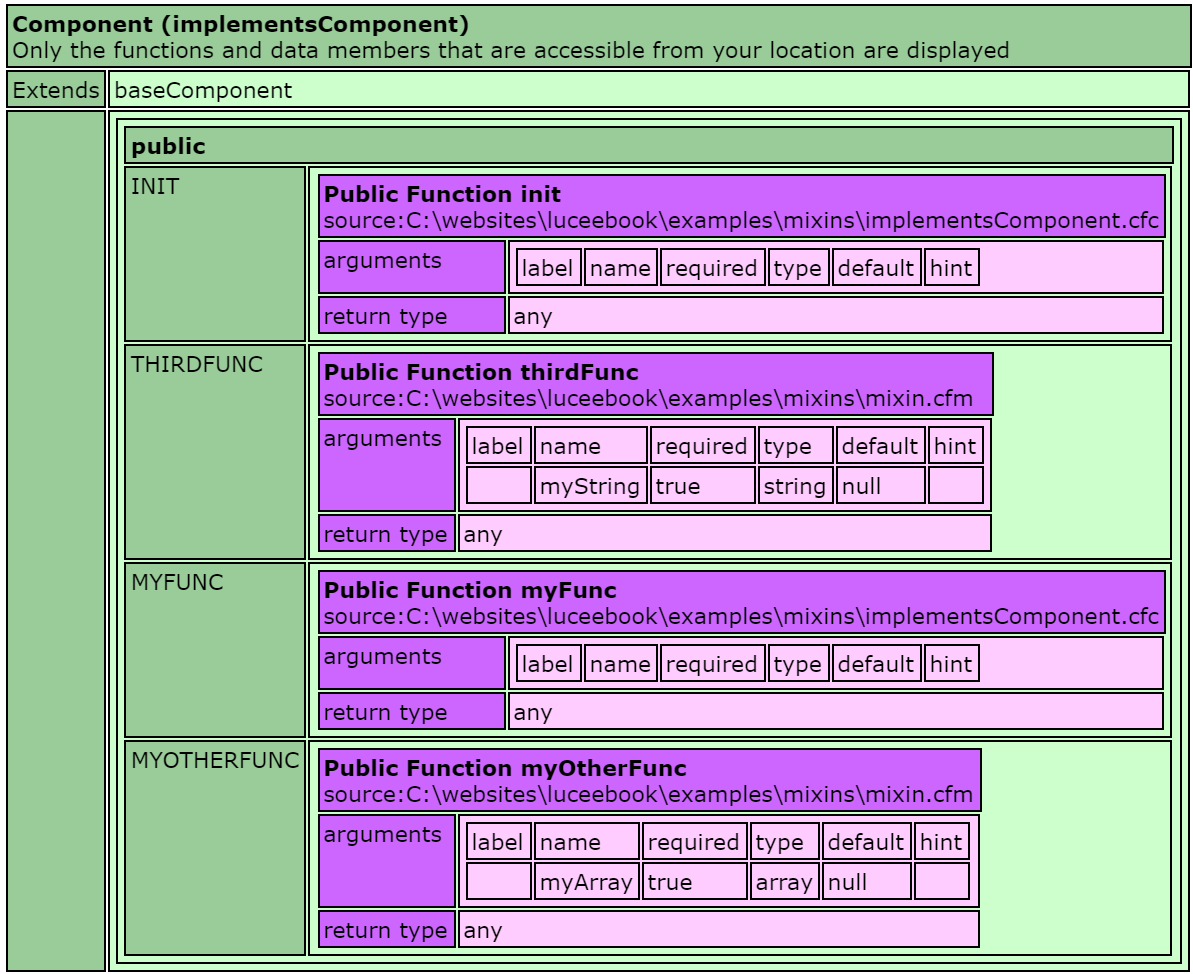 Component (implementsComponent)
Only the functions and data members that are accessible from your location are displayed
Extends baseComponent
public
INIT
Public Function init
source:C:\websites\luceebook\examples\mixins\implementsComponent.cfc
arguments label name required type default hint
return type any
THIRDFUNC
Public Function thirdFunc
source:C:\websites\luceebook\examples\mixins\mixin.cfm
arguments label name required type default hint
myString true string null
return type any
MYFUNC
Public Function myFunc
source:C:\websites\luceebook\examples\mixins\implementsComponent.cfc
arguments label name required type default hint
return type any
MYOTHERFUNC
Public Function myOtherFunc
source:C:\websites\luceebook\examples\mixins\mixin.cfm
arguments label name required type default hint
myArray true array null
return type any